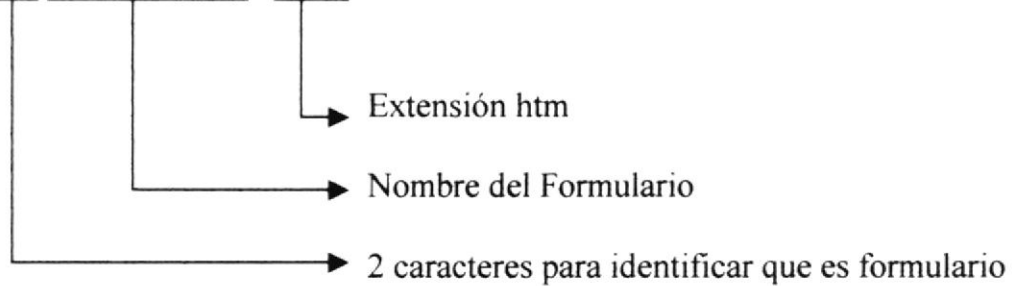 Extensión htm
Nombre del Formulario
2 caracteres para identificar que es formulario